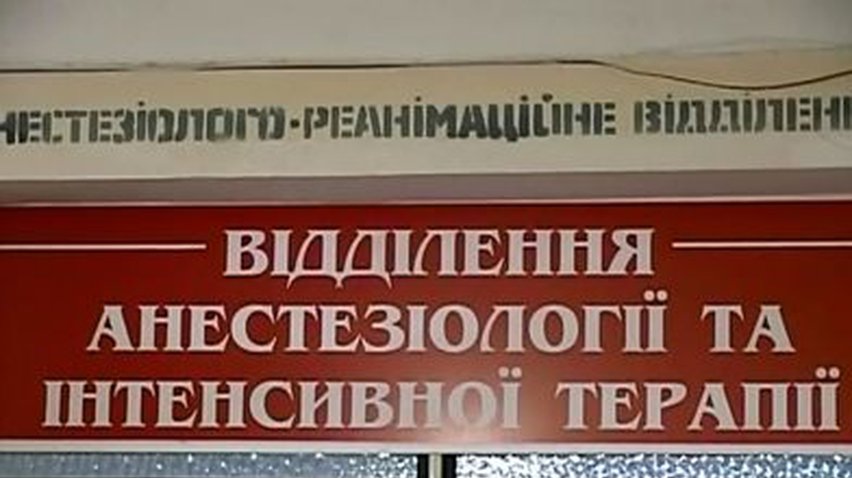 НЕСТЕЗІОЛОГО-РЕАНІМАЦІЙНЕ ВІДДІЛЕН
ВІДДІЛЕННЯ
АНЕСТЕЗІОЛОГІЇ ТА
ІНТЕНСИВНОЇ ТЕРАПІЇ